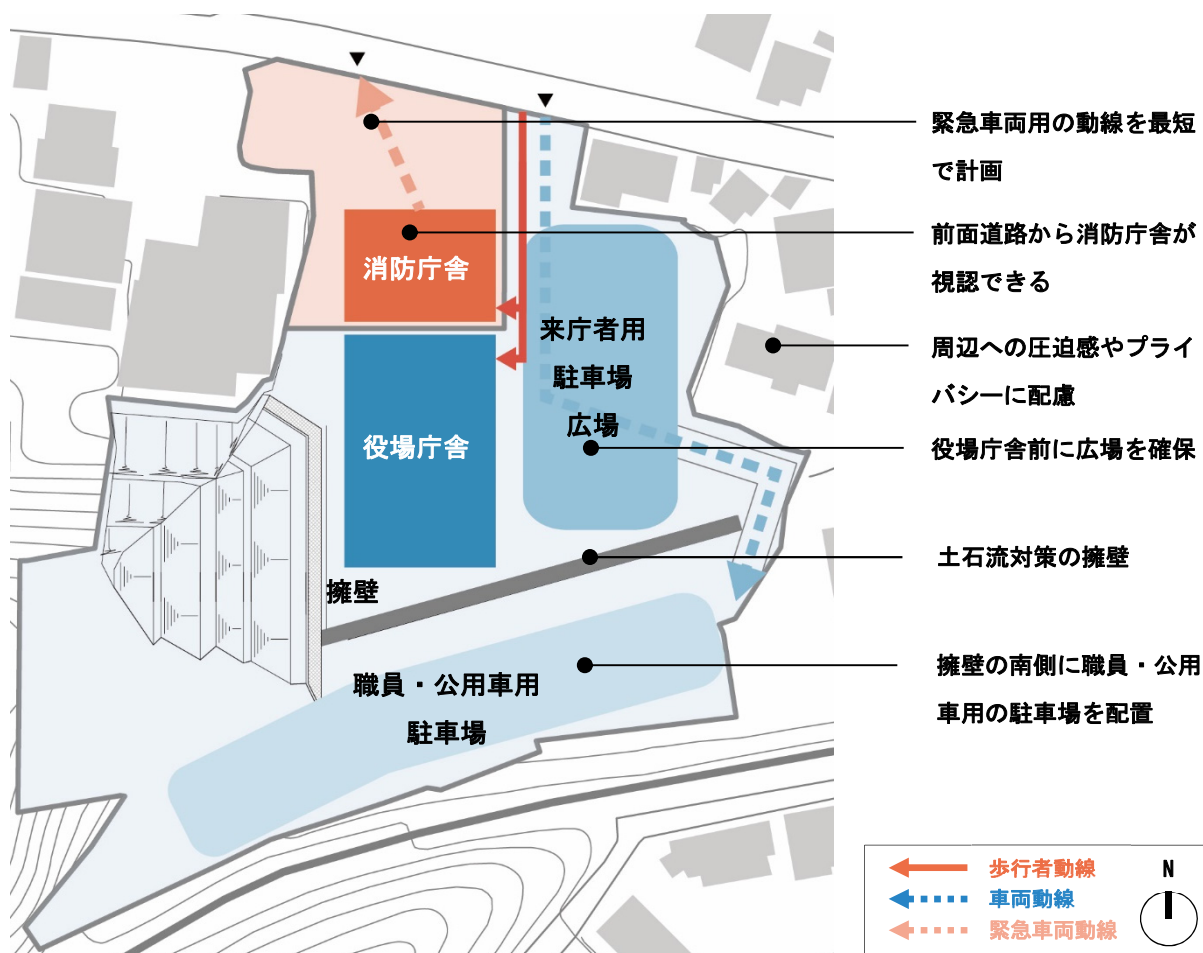 緊急車両用の動線を最短
で計画
前面道路から消防庁舎が
視認できる
消防庁舎
来庁者用
駐車場
広場
周辺への圧迫感やプライ
バシーに配慮
役場庁舎
役場庁舎前に広場を確保
土石流対策の擁壁
擁壁
職員・公用車用
駐車場
擁壁の南側に職員・公用
車用の駐車場を配置
歩行者動線
車両動線
緊急車両動線
N